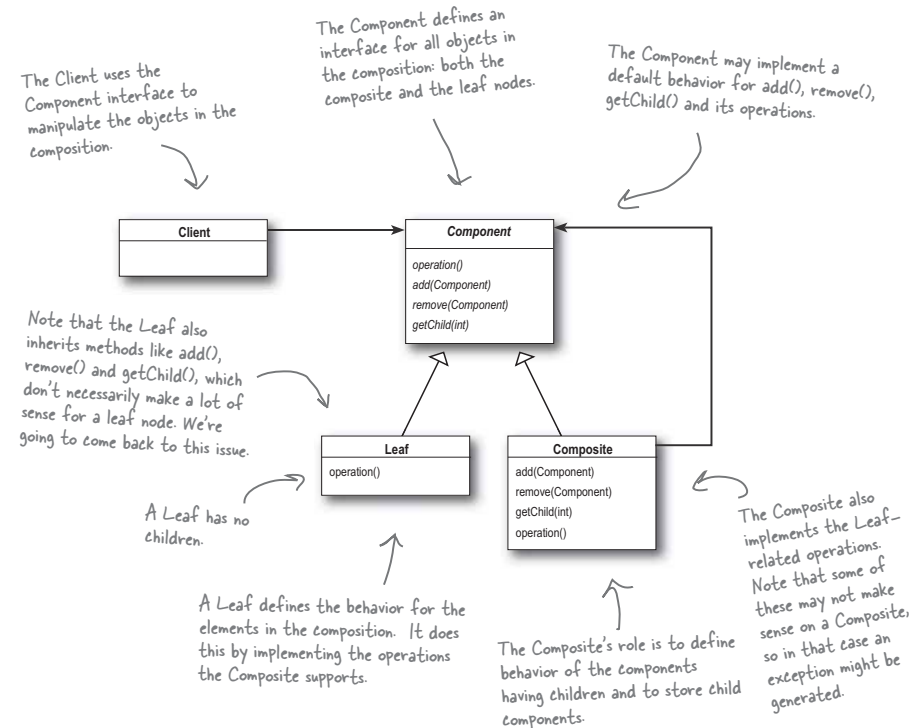 The Component defines an
interface for all objects in
the composition: both the
composite and the leaf nodes.
The Component may implement a
default behavior for add(), remove(),
getChild() and its operations.
The Client uses the
Component interface to
manipulate the objects in the
composition.
Client
Component
operation()
add(Component)
remove(Component)
getChild(int)
Note that the Leaf also
inherits methods like add(),
remove() and getChild(), which
don't necessarily make a lot of
sense for a leaf node. We're
going to come back to this issue.
Leaf
operation()
Composite
add(Component)
remove(Component)
getChild(int)
operation()
A Leaf has no
children.
The Composite also
implements the Leaf-
related operations.
Note that some of
these may not make
sense on a Composite,
so in that case an
exception might be
generated.
A Leaf defines the behavior for the
elements in the composition. It does
this by implementing the operations
the Composite supports.
The Composite's role is to define
behavior of the components
having children and to store child
components.